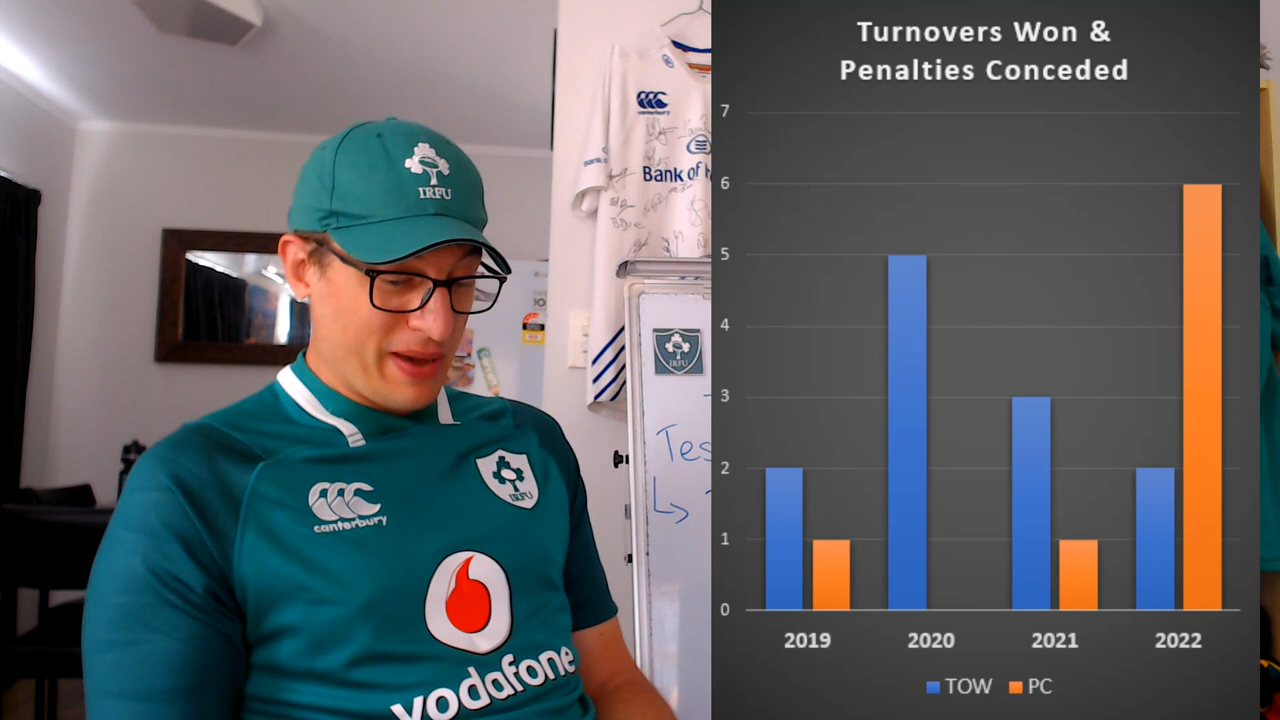 IRFU
canterbury
IRFU
vodafone
canterbury
Bank of
IRFU
Tes
Turnovers Won &
Penalties Conceded
7
6
5
4
3
2
1
0
2019 2020 2021 2022
TOW PC